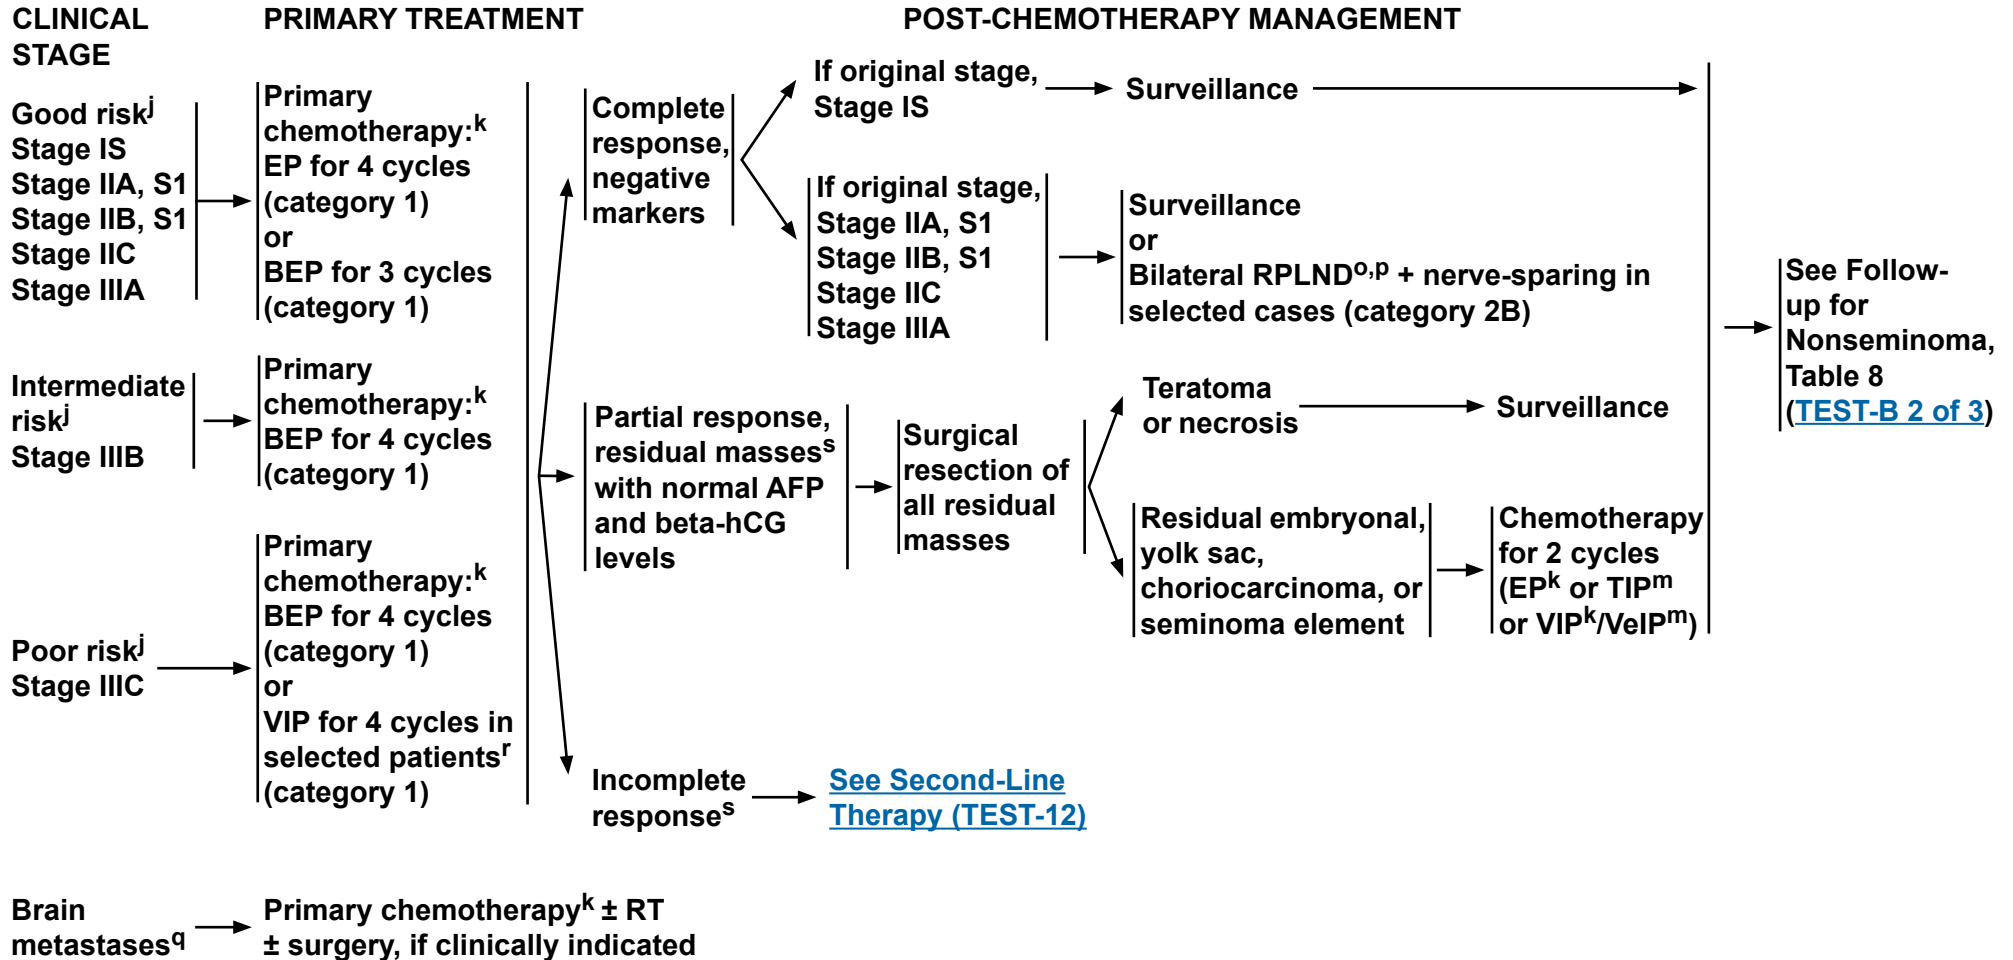 CLINICAL
STAGE
PRIMARY TREATMENT
POST-CHEMOTHERAPY MANAGEMENT
Good riskj
Stage IS
Stage IIA, S1
Stage IIB, S1
Stage IIC
Stage IIIA
Primary
chemotherapy:k
EP for 4 cycles
(category 1)
or
BEP for 3 cycles
(category 1)
Intermediate
riskj
Stage IIIB
Primary
chemotherapy:k
BEP for 4 cycles
(category 1)
Poor riskj
Stage IIIC
Primary
chemotherapy:k
BEP for 4 cycles
(category 1)
or
VIP for 4 cycles in
selected patientsr
(category 1)
Complete
response,
negative
markers
If original stage,
Stage IS
Surveillance
If original stage,
Stage IIA, S1
Stage IIB, S1
Stage IIC
Stage IIIA
Surveillance
or
Bilateral RPLNDo,p + nerve-sparing in
selected cases (category 2B)
Partial response,
residual massess
with normal AFP
and beta-hCG
levels
Surgical
resection of
all residual
masses
Teratoma
or necrosis
Surveillance
Residual embryonal,
yolk sac,
choriocarcinoma, or
seminoma element
Chemotherapy
for 2 cycles
(EPk or TIPm
or VIPk/VeIPm)
Incomplete
responses
See Second-Line
Therapy (TEST-12)
See Follow-
up for
Nonseminoma,
Table 8
(TEST-B 2 of 3)
Brain
metastasesq
Primary chemotherapyk ± RT
± surgery, if clinically indicated